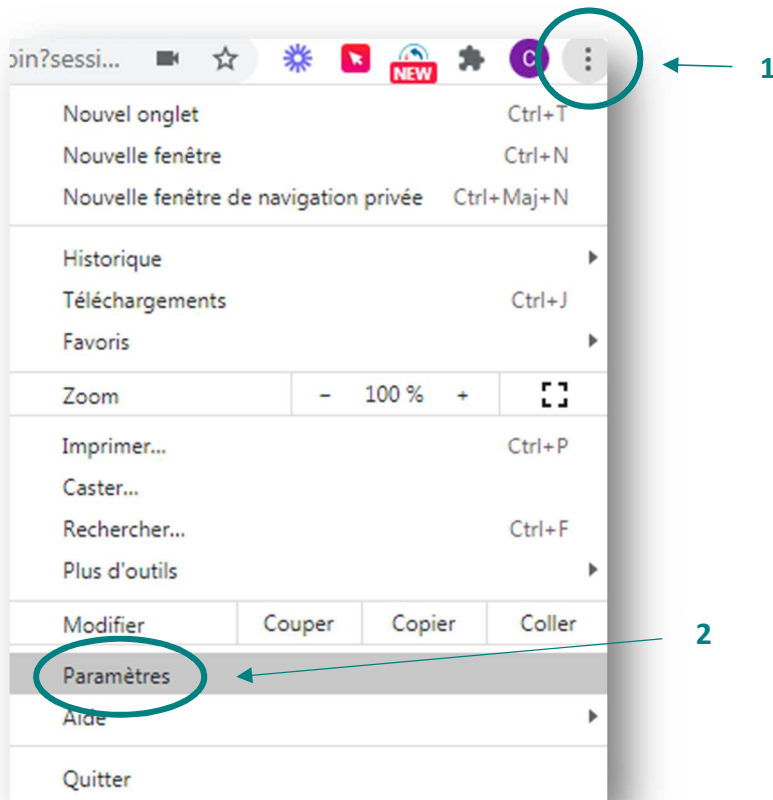 oin?sessi... NEW C 1
Nouvel onglet Ctrl+T
Nouvelle fenêtre Ctrl+N
Nouvelle fenêtre de navigation privée Ctrl+Maj+N
Historique
Téléchargements Ctrl+J
Favoris
Zoom - 100 % +
Imprimer... Ctrl+P
Caster...
Rechercher... Ctrl+F
Plus d'outils
Modifier Couper Copier Coller
2
Paramètres
Aide
Quitter